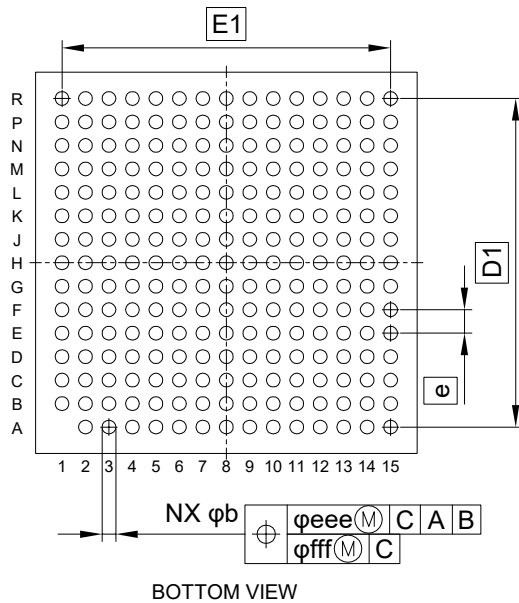 E1
R
P
N
M
L
K
J
H
G
F
E
D
C
B
A
D1
e
1 2 3 4 5 6 7 8 9 10 11 12 13 14 15
NX φb
φeee Ⓜ C A B
φfff Ⓜ C
BOTTOM VIEW